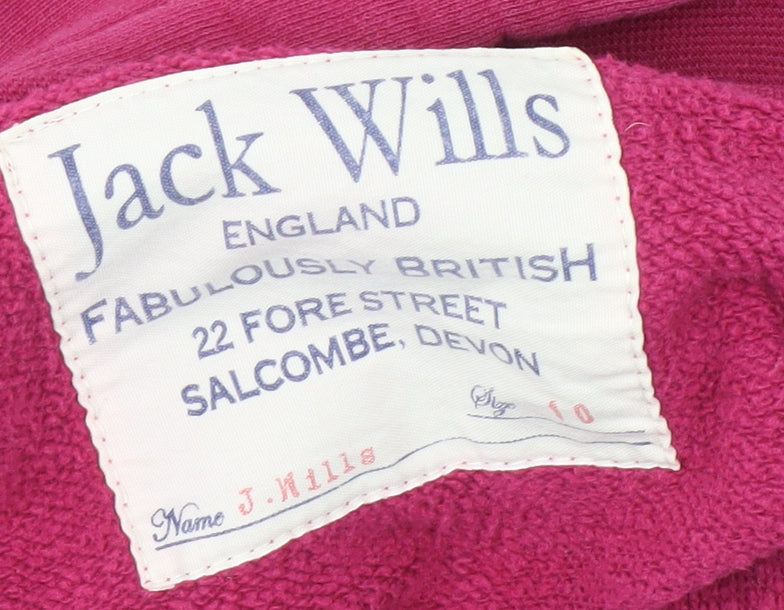 Jack Wills
ENGLAND
FABULOUSLY BRITISH
22 FORE STREET
SALCOMBE, DEVON
Size 10
Name J.Wills